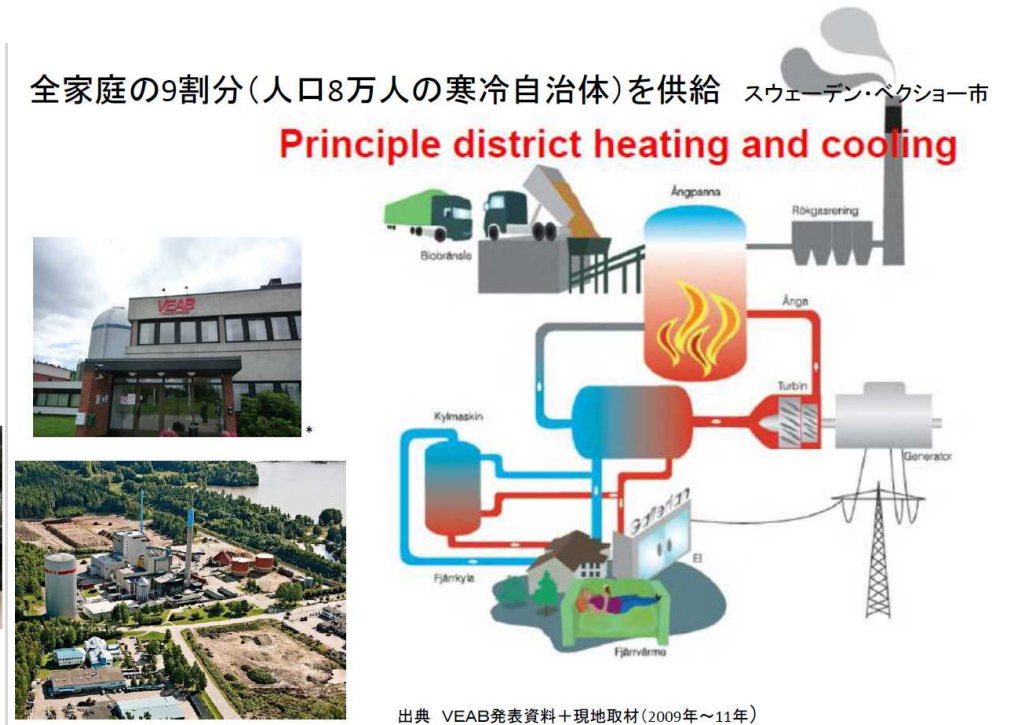 全家庭の9割分（人口8万人の寒冷自治体）を供給 スウェーデン・ベクショー市
Principle district heating and cooling
Ångpanna
Rökgasrening
Biobränsle
Ånga
VEAB
Turbin
Kylmaskin
*
Generator
Gallerian
El
Fjärrkyla
Fjärrvärme
出典 VEAB発表資料＋現地取材（2009年～11年）